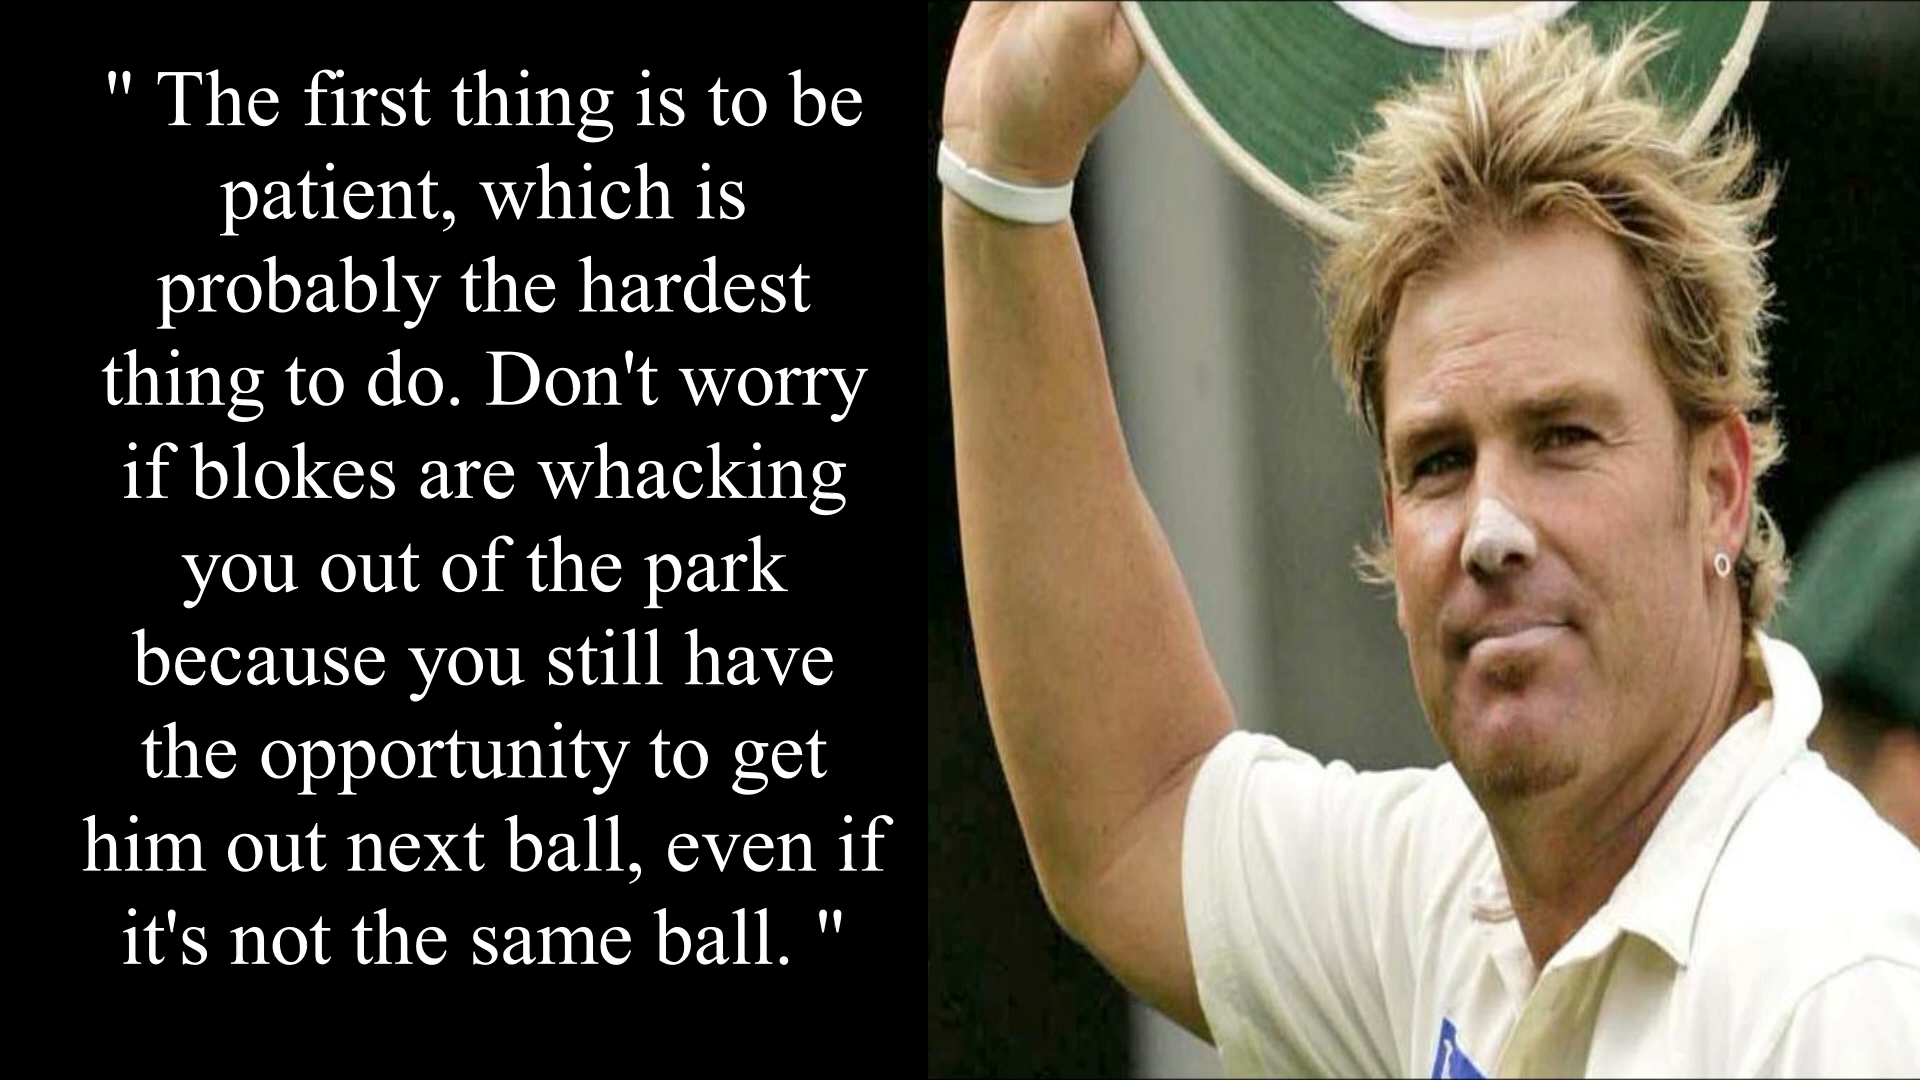 " The first thing is to be
patient, which is
probably the hardest
thing to do. Don't worry
if blokes are whacking
you out of the park
because you still have
the opportunity to get
him out next ball, even if
it's not the same ball. "